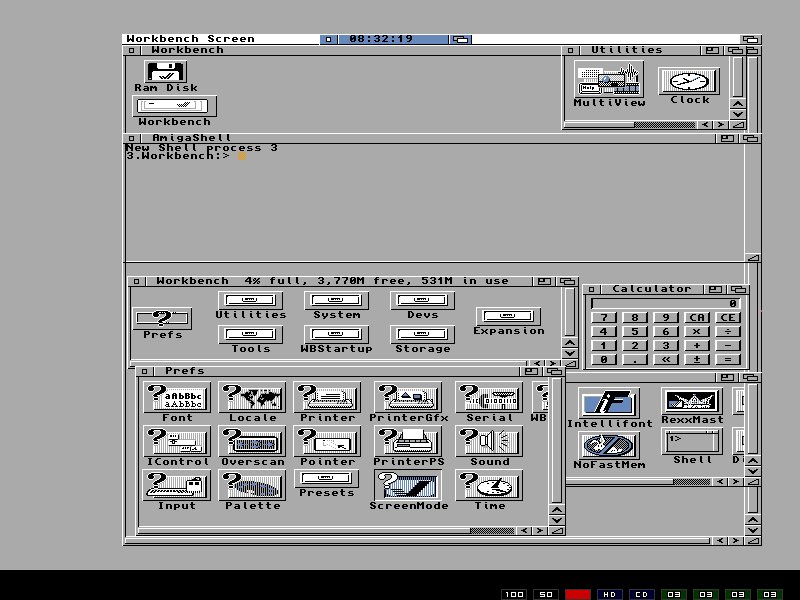 Workbench Screen
08:32:19
Workbench
Utilities
Ram Disk
Workbench
MultiView
Clock
AmigaShell
New Shell process 3
3.Workbench:>
Workbench 4% full, 3,770M free, 531M in use
Prefs
Utilities
System
Devs
Expansion
Tools
WBStartup
Storage
Calculator
0
7 8 9 CA CE
4 5 6 × ÷
1 2 3 + -
0 . « ± =
Prefs
Font
Locale
Printer
PrinterGfx
Serial
WB
IControl
Overscan
Pointer
PrinterPS
Sound
Input
Palette
Presets
ScreenMode
Time
Intellifont
RexxMast
NoFastMem
Shell
D
100 50 HD CD 03 03 03 03